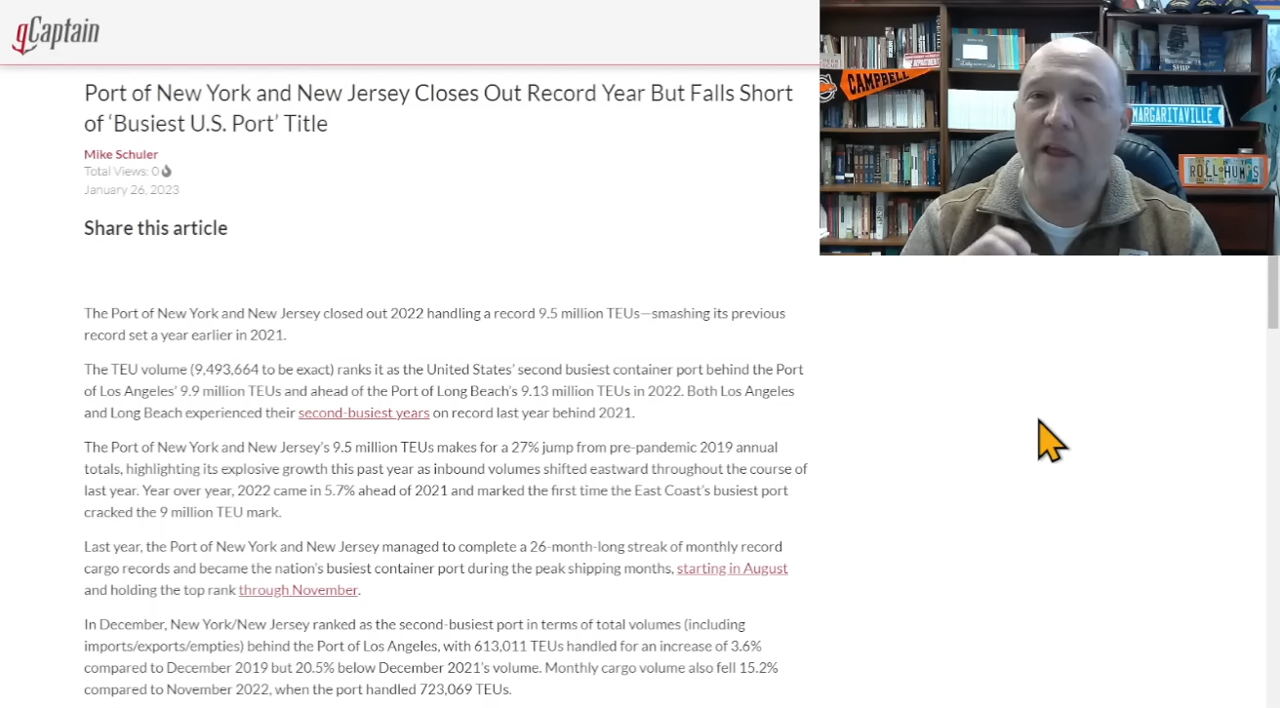 gCaptain
Port of New York and New Jersey Closes Out Record Year But Falls Short
of ‘Busiest U.S. Port’ Title
Mike Schuler
Total Views: 0
January 26, 2023
Share this article
The Port of New York and New Jersey closed out 2022 handling a record 9.5 million TEUs—smashing its previous
record set a year earlier in 2021.
The TEU volume (9,493,664 to be exact) ranks it as the United States’ second busiest container port behind the Port
of Los Angeles’ 9.9 million TEUs and ahead of the Port of Long Beach’s 9.13 million TEUs in 2022. Both Los Angeles
and Long Beach experienced their second-busiest years on record last year behind 2021.
The Port of New York and New Jersey’s 9.5 million TEUs makes for a 27% jump from pre-pandemic 2019 annual
totals, highlighting its explosive growth this past year as inbound volumes shifted eastward throughout the course of
last year. Year over year, 2022 came in 5.7% ahead of 2021 and marked the first time the East Coast’s busiest port
cracked the 9 million TEU mark.
Last year, the Port of New York and New Jersey managed to complete a 26-month-long streak of monthly record
cargo records and became the nation’s busiest container port during the peak shipping months, starting in August
and holding the top rank through November.
In December, New York/New Jersey ranked as the second-busiest port in terms of total volumes (including
imports/exports/empties) behind the Port of Los Angeles, with 613,011 TEUs handled for an increase of 3.6%
compared to December 2019 but 20.5% below December 2021’s volume. Monthly cargo volume also fell 15.2%
compared to November 2022, when the port handled 723,069 TEUs.
CAMPBELL
MARGARITAVILLE
ROLL HUMPS